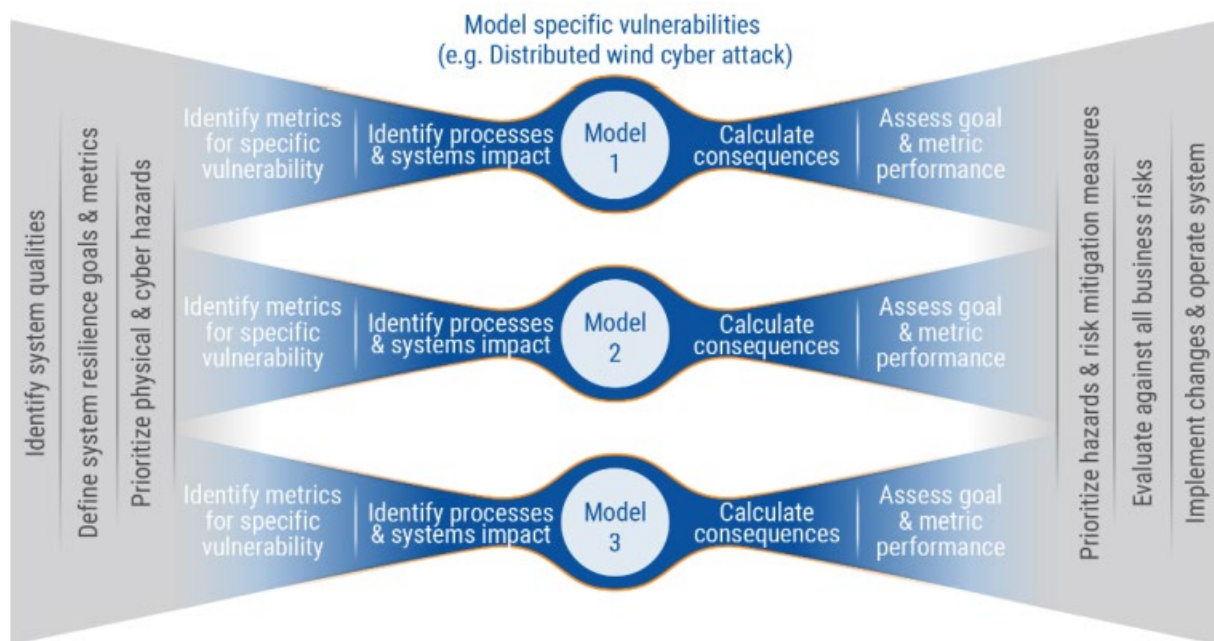 Model specific vulnerabilities
(e.g. Distributed wind cyber attack)
Identify system qualities
Define system resilience goals & metrics
Prioritize physical & cyber hazards
Identify metrics
for specific
vulnerability
Identify processes
& systems impact
Model
1
Calculate
consequences
Assess goal
& metric
performance
Identify metrics
for specific
vulnerability
Identify processes
& systems impact
Model
2
Calculate
consequences
Assess goal
& metric
performance
Identify metrics
for specific
vulnerability
Identify processes
& systems impact
Model
3
Calculate
consequences
Assess goal
& metric
performance
Prioritize hazards & risk mitigation measures
Evaluate against all business risks
Implement changes & operate system